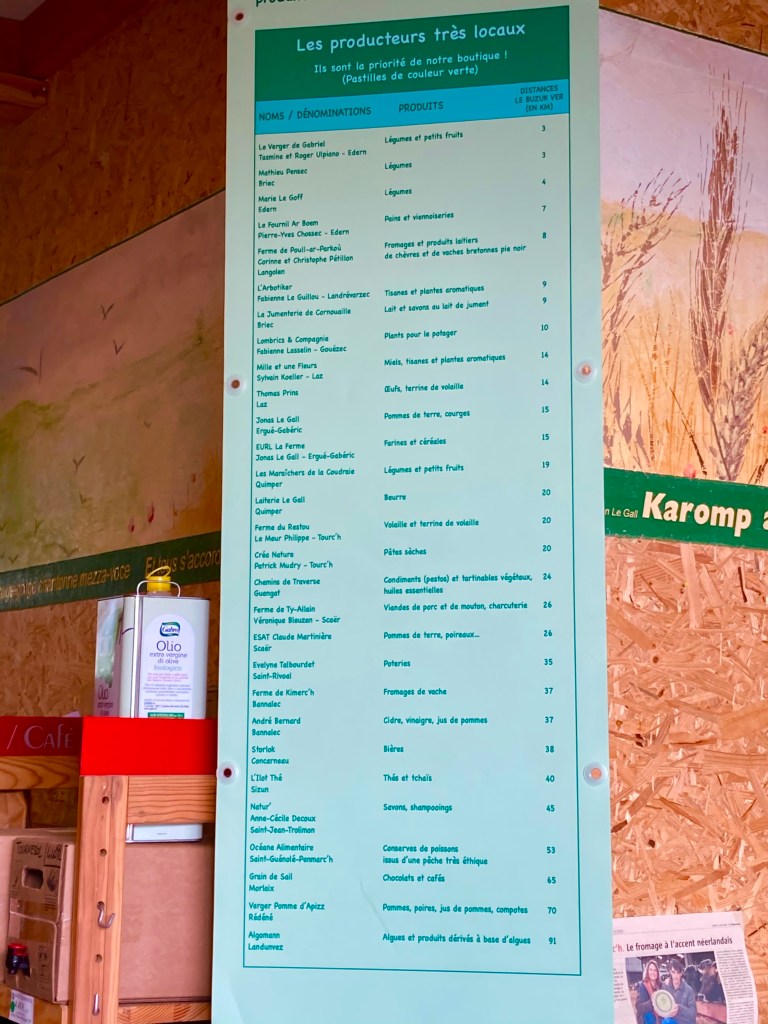 Les producteurs très locaux
Ils sont la priorité de notre boutique !
(Pastilles de couleur verte)
NOMS / DÉNOMINATIONS PRODUITS DISTANCES
LE BUZUK VER
(EN KM)
Le Verger de Gabriel Légumes et petits fruits 3
Tasmine et Roger Ulpiano - Edern
Mathieu Pensec Légumes 3
Briec
Marie Le Goff Légumes 4
Edern
Le Fournil Ar Boem Pains et viennoiseries 7
Pierre-Yves Chossec - Edern
Ferme de Poull-ar-Parkoù Fromages et produits laitiers 8
Corinne et Christophe Pétillon de chèvres et de vaches bretonnes pie noir
Langolen
L'Arbotiker Tisanes et plantes aromatiques 9
Fabienne Le Guillou - Landrévarzec
La Jumenterie de Cornouaille Lait et savons au lait de jument 9
Briec
Lombrics & Compagnie Plants pour le potager 10
Fabienne Lasselin - Gouézec
Mille et une Fleurs Miels, tisanes et plantes aromatiques 14
Sylvain Koeller - Laz
Thomas Prins Œufs, terrine de volaille 14
Laz
Jonas Le Gall Pommes de terre, courges 15
Ergué-Gabéric
EURL La Ferme Farines et céréales 15
Jonas Le Gall - Ergué-Gabéric
Les Maraîchers de la Coudraie Légumes et petits fruits 19
Quimper
Laiterie Le Gall Beurre 20
Quimper
Ferme du Restou Volaille et terrine de volaille 20
Le Meur Philippe - Tourc'h
Créa Nature Pâtes sèches 20
Patrick Mudry - Tourc'h
Chemins de Traverse Condiments (pestos) et tartinables végétaux, 24
Guengat huiles essentielles
Ferme de Ty-Allain Viandes de porc et de mouton, charcuterie 26
Véronique Bleuzen - Scaër
ESAT Claude Martinière Pommes de terre, poireaux... 26
Scaër
Evelyne Talbourdet Poteries 35
Saint-Rivoal
Ferme de Kimerc'h Fromages de vache 37
Bannalec
André Bernard Cidre, vinaigre, jus de pommes 37
Bannalec
Storlok Bières 38
Concarneau
L'Ilot Thé Thés et tchaïs 40
Sizun
Natur' Savons, shampooings 45
Anne-Cécile Decoux
Saint-Jean-Trolimon
Océane Alimentaire Conserves de poissons 53
Saint-Guénolé-Penmarc'h issus d'une pêche très éthique
Grain de Sail Chocolats et cafés 65
Morlaix
Verger Pomme d'Apizz Pommes, poires, jus de pommes, compotes 70
Rédéné
Algomann Algues et produits dérivés à base d'algues 91
Landunvez
chantonne mezza-voce
n Le Gall Karomp a
Olio
extra vergine
di oliva
biologico
/ CAFÉ
'h. Le fromage à l'accent néerlandais